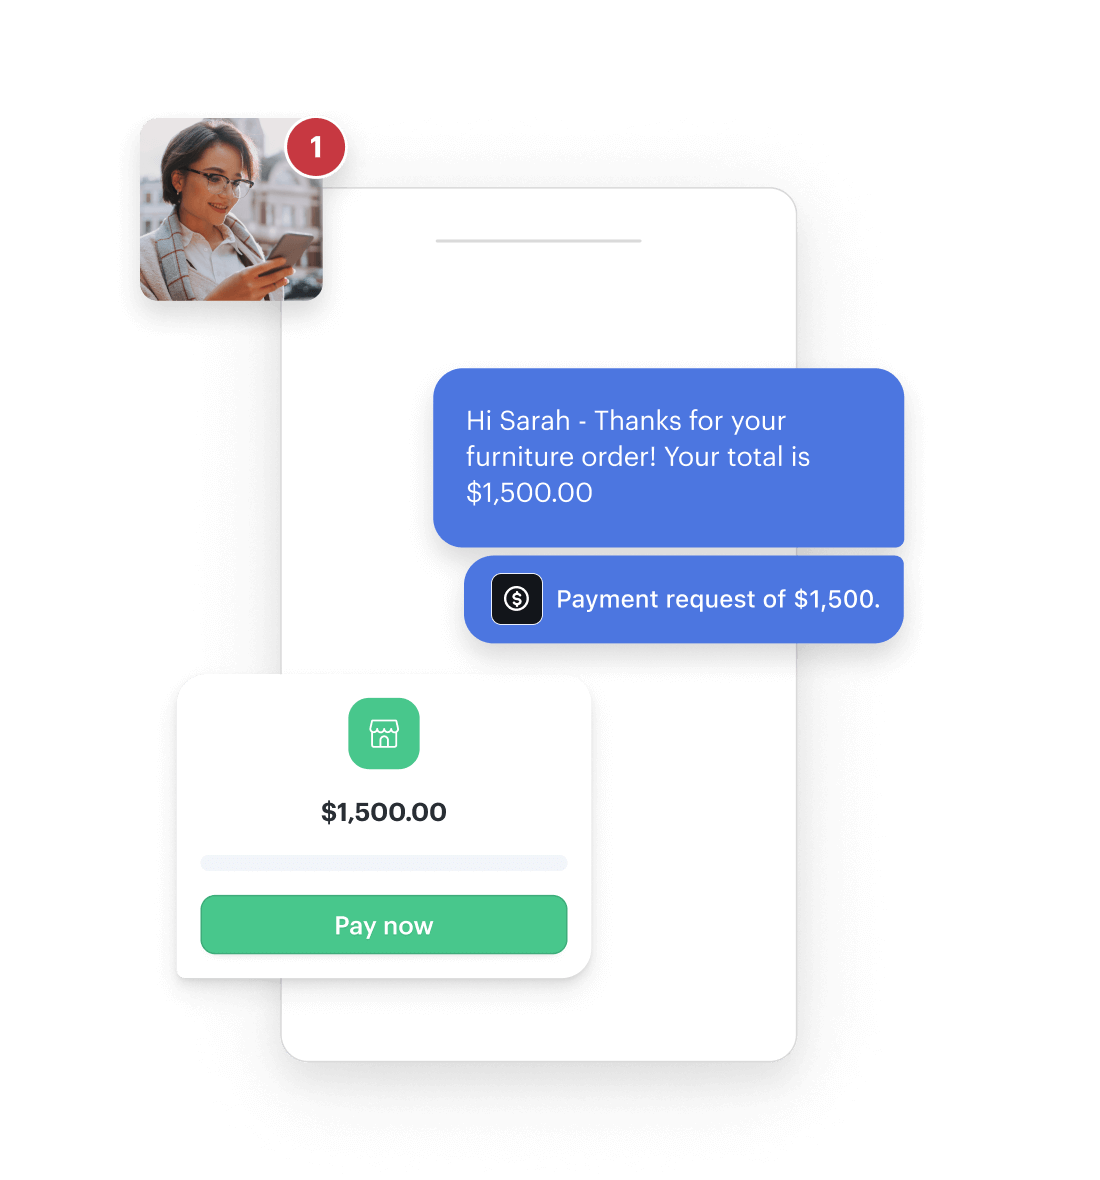 1
Hi Sarah - Thanks for your
furniture order! Your total is
$1,500.00
$ Payment request of $1,500.
$1,500.00
Pay now